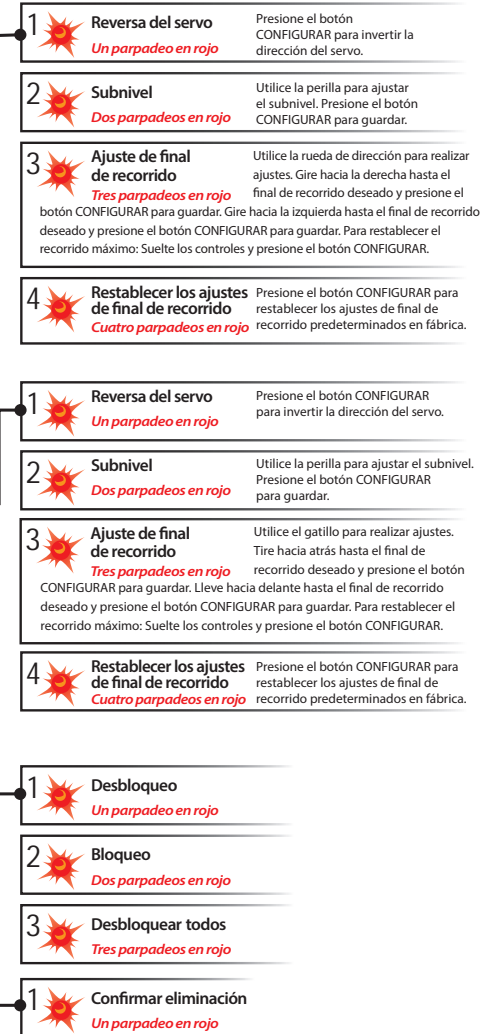 1
Reversa del servo
Un parpadeo en rojo
Presione el botón
CONFIGURAR para invertir la
dirección del servo.
2
Subnivel
Dos parpadeos en rojo
Utilice la perilla para ajustar
el subnivel. Presione el botón
CONFIGURAR para guardar.
3
Ajuste de final
de recorrido
Tres parpadeos en rojo
Utilice la rueda de dirección para realizar
ajustes. Gire hacia la derecha hasta el
final de recorrido deseado y presione el
botón CONFIGURAR para guardar. Gire hacia la izquierda hasta el final de recorrido
deseado y presione el botón CONFIGURAR para guardar. Para restablecer el
recorrido máximo: Suelte los controles y presione el botón CONFIGURAR.
4
Restablecer los ajustes
de final de recorrido
Cuatro parpadeos en rojo
Presione el botón CONFIGURAR para
restablecer los ajustes de final de
recorrido predeterminados en fábrica.
1
Reversa del servo
Un parpadeo en rojo
Presione el botón CONFIGURAR
para invertir la dirección del servo.
2
Subnivel
Dos parpadeos en rojo
Utilice la perilla para ajustar el subnivel.
Presione el botón CONFIGURAR
para guardar.
3
Ajuste de final
de recorrido
Tres parpadeos en rojo
Utilice el gatillo para realizar ajustes.
Tire hacia atrás hasta el final de
recorrido deseado y presione el botón
CONFIGURAR para guardar. Lleve hacia delante hasta el final de recorrido
deseado y presione el botón CONFIGURAR para guardar. Para restablecer el
recorrido máximo: Suelte los controles y presione el botón CONFIGURAR.
4
Restablecer los ajustes
de final de recorrido
Cuatro parpadeos en rojo
Presione el botón CONFIGURAR para
restablecer los ajustes de final de
recorrido predeterminados en fábrica.
1
Desbloqueo
Un parpadeo en rojo
2
Bloqueo
Dos parpadeos en rojo
3
Desbloquear todos
Tres parpadeos en rojo
1
Confirmar eliminación
Un parpadeo en rojo